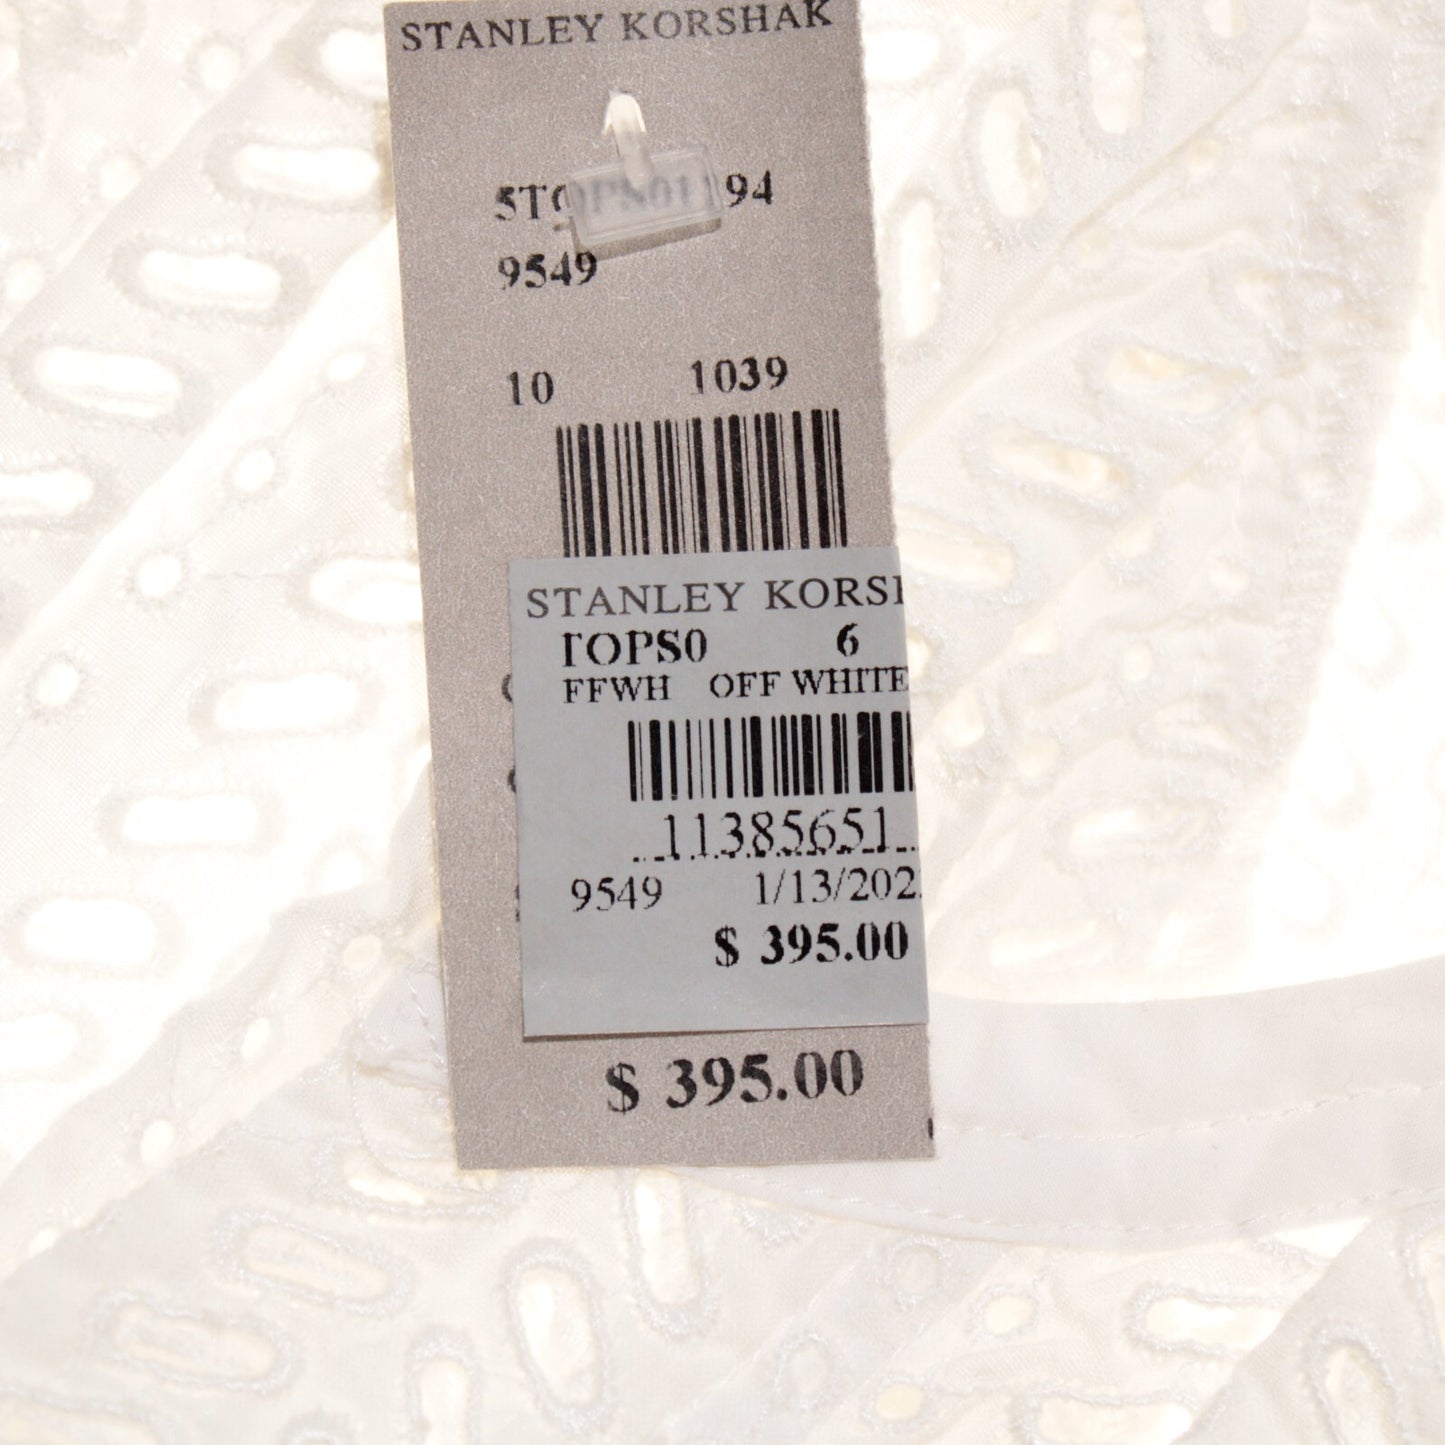 STANLEY KORSHAK
5TOPS01194
9549
10 1039
STANLEY KORSH
TOPS0 6
FFWH OFF WHITE
11385651
9549 1/13/202
$ 395.00
$ 395.00